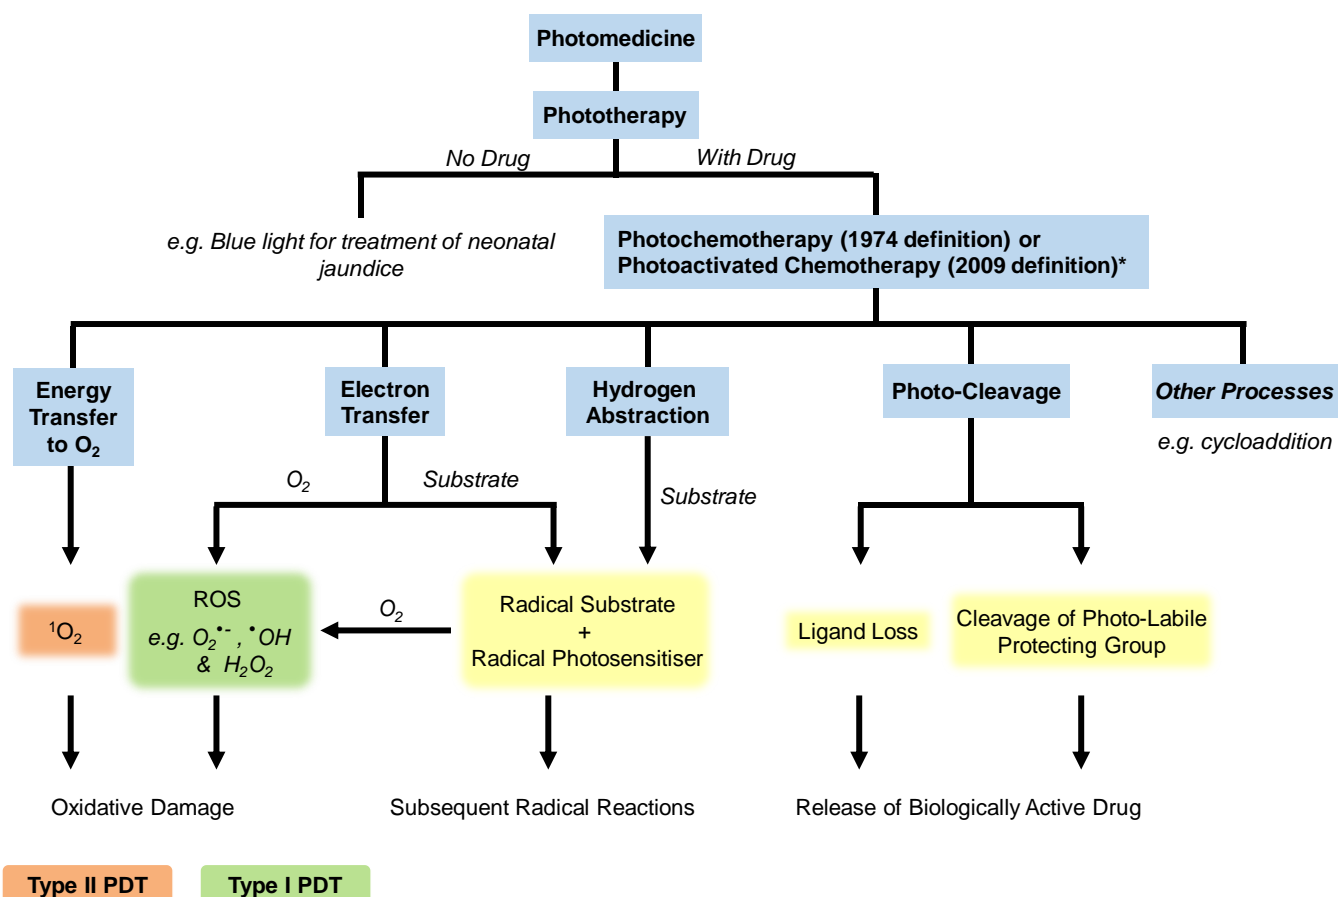 Photomedicine
Phototherapy
No Drug
With Drug
e.g. Blue light for treatment of neonatal
jaundice
Photochemotherapy (1974 definition) or
Photoactivated Chemotherapy (2009 definition)*
Energy
Transfer
to O₂
Electron
Transfer
Hydrogen
Abstraction
Photo-Cleavage
Other Processes
e.g. cycloaddition
O₂
Substrate
Substrate
¹O₂
ROS
e.g. O₂•-, •OH
& H₂O₂
O₂
Radical Substrate
+
Radical Photosensitiser
Ligand Loss
Cleavage of Photo-Labile
Protecting Group
Oxidative Damage
Subsequent Radical Reactions
Release of Biologically Active Drug
Type II PDT
Type I PDT